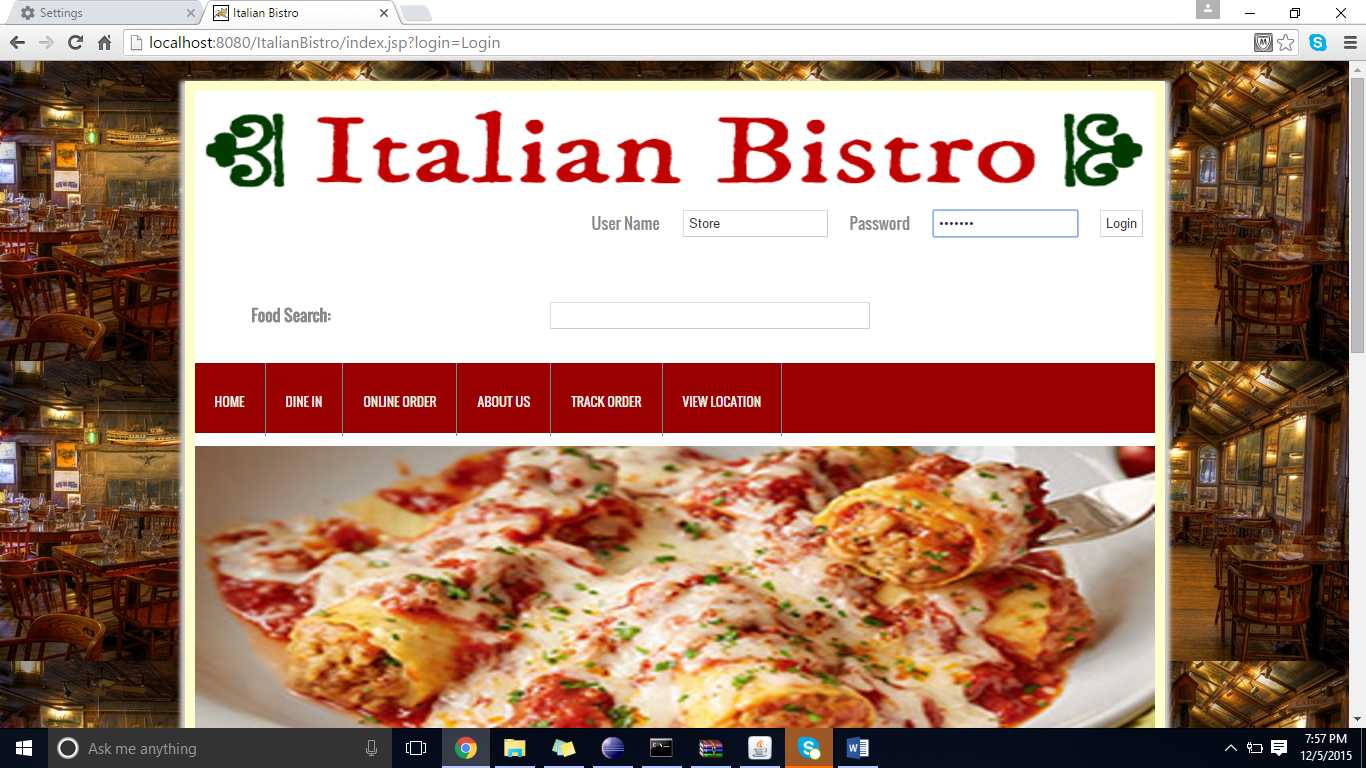 Settings
Italian Bistro
localhost:8080/ItalianBistro/index.jsp?login=Login
Italian Bistro
User Name
Store
Password
•••••••
Login
Food Search:
HOME
DINE IN
ONLINE ORDER
ABOUT US
TRACK ORDER
VIEW LOCATION
Ask me anything
7:57 PM
12/5/2015